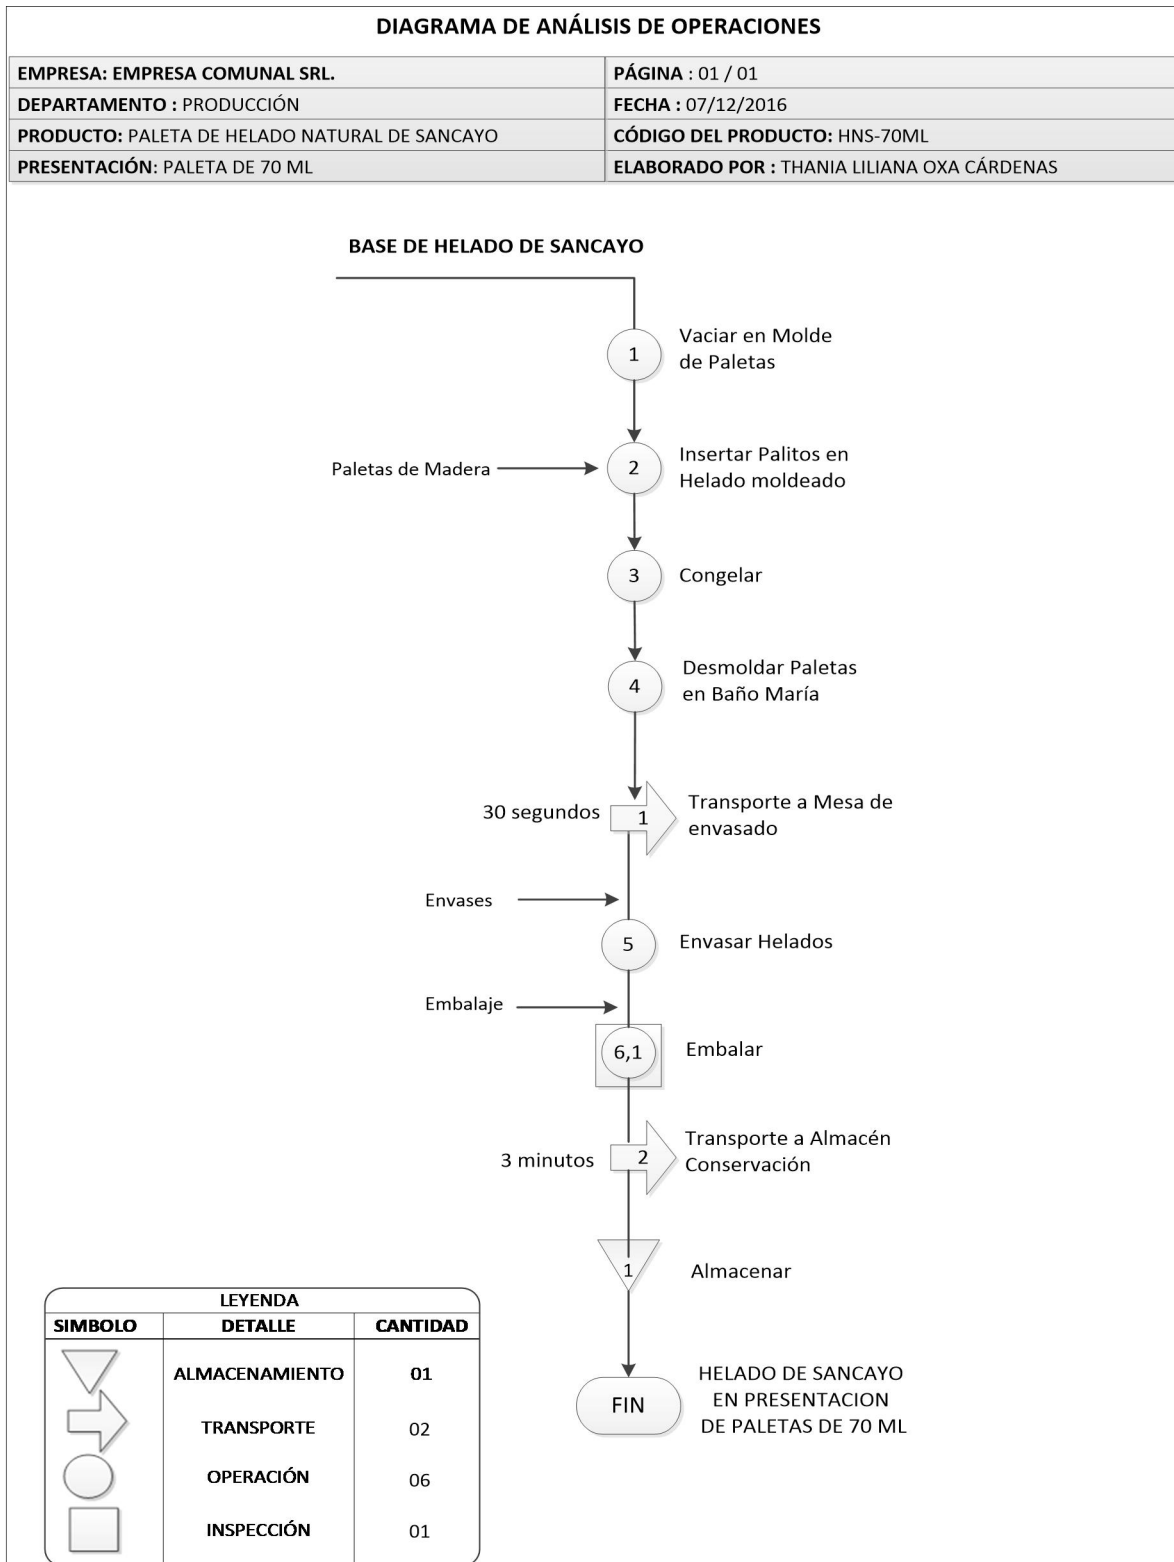 DIAGRAMA DE ANÁLISIS DE OPERACIONES
EMPRESA: EMPRESA COMUNAL SRL.
PÁGINA : 01 / 01
DEPARTAMENTO : PRODUCCIÓN
FECHA : 07/12/2016
PRODUCTO: PALETA DE HELADO NATURAL DE SANCAYO
CÓDIGO DEL PRODUCTO: HNS-70ML
PRESENTACIÓN: PALETA DE 70 ML
ELABORADO POR : THANIA LILIANA OXA CÁRDENAS
BASE DE HELADO DE SANCAYO
1
Vaciar en Molde
de Paletas
Paletas de Madera
2
Insertar Palitos en
Helado moldeado
3
Congelar
4
Desmoldar Paletas
en Baño María
30 segundos
1
Transporte a Mesa de
envasado
Envases
5
Envasar Helados
Embalaje
6,1
Embalar
3 minutos
2
Transporte a Almacén
Conservación
1
Almacenar
FIN
HELADO DE SANCAYO
EN PRESENTACION
DE PALETAS DE 70 ML
LEYENDA
SIMBOLO DETALLE CANTIDAD
ALMACENAMIENTO 01
TRANSPORTE 02
OPERACIÓN 06
INSPECCIÓN 01